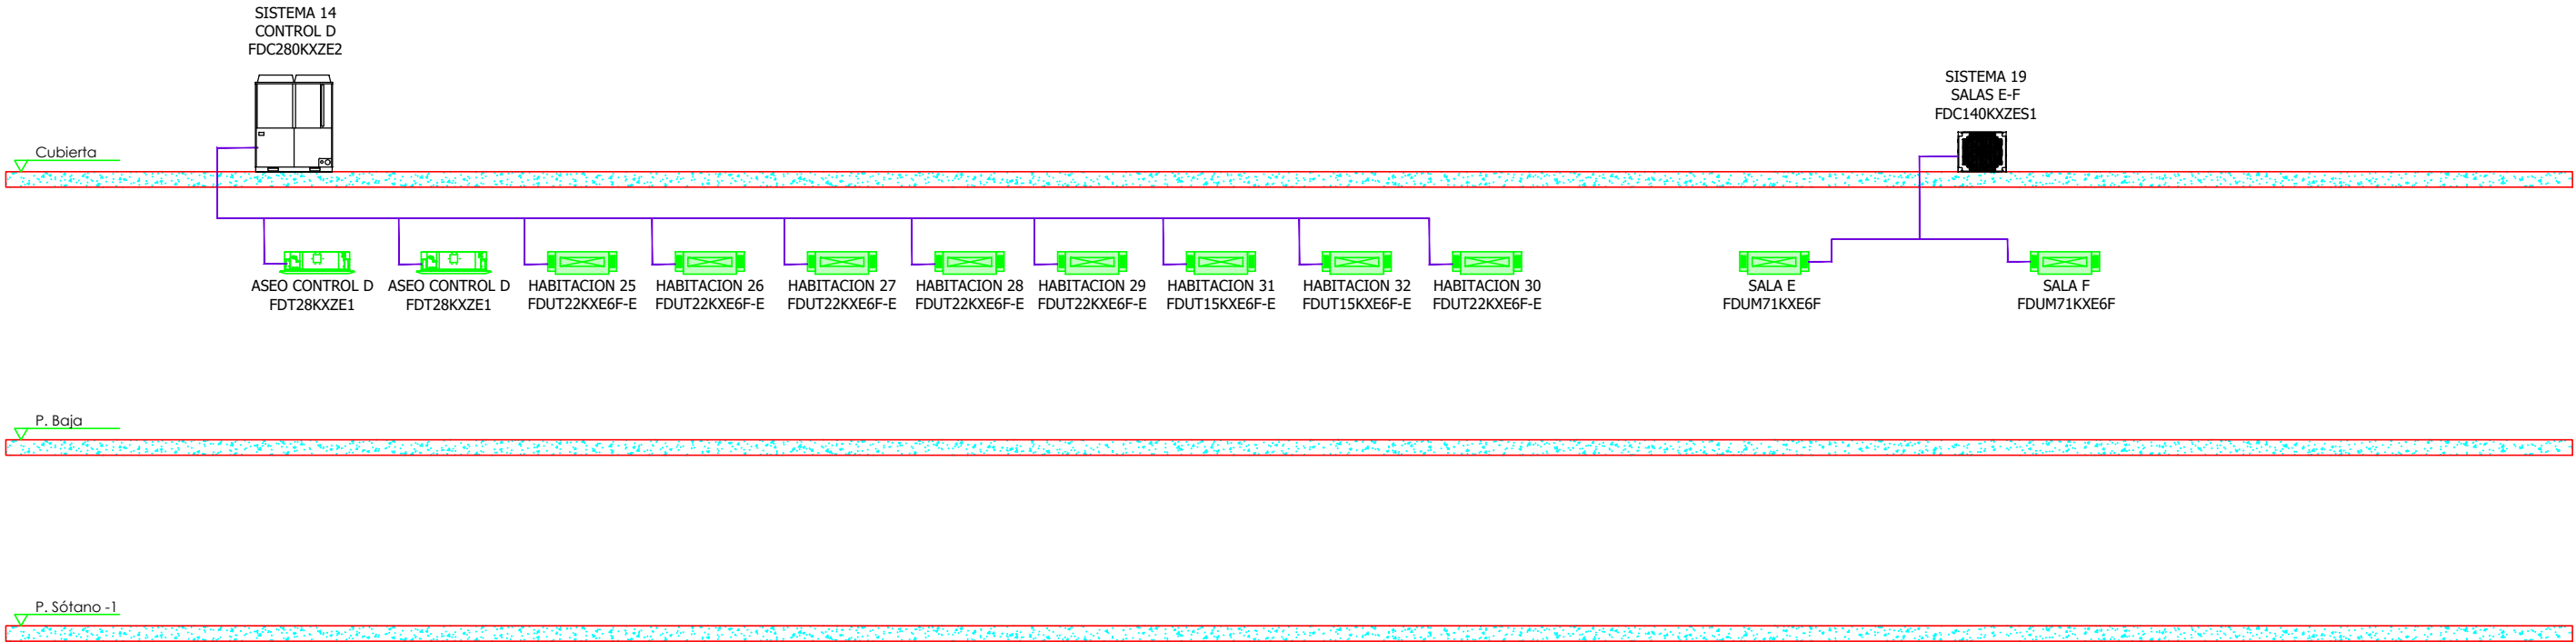 SISTEMA 14
CONTROL D
FDC280KXZE2
SISTEMA 19
SALAS E-F
FDC140KXZES1
Cubierta
ASEO CONTROL D
FDT28KXZE1
ASEO CONTROL D
FDT28KXZE1
HABITACION 25
FDUT22KXE6F-E
HABITACION 26
FDUT22KXE6F-E
HABITACION 27
FDUT22KXE6F-E
HABITACION 28
FDUT22KXE6F-E
HABITACION 29
FDUT22KXE6F-E
HABITACION 31
FDUT15KXE6F-E
HABITACION 32
FDUT15KXE6F-E
HABITACION 30
FDUT22KXE6F-E
SALA E
FDUM71KXE6F
SALA F
FDUM71KXE6F
P. Baja
P. Sótano -1